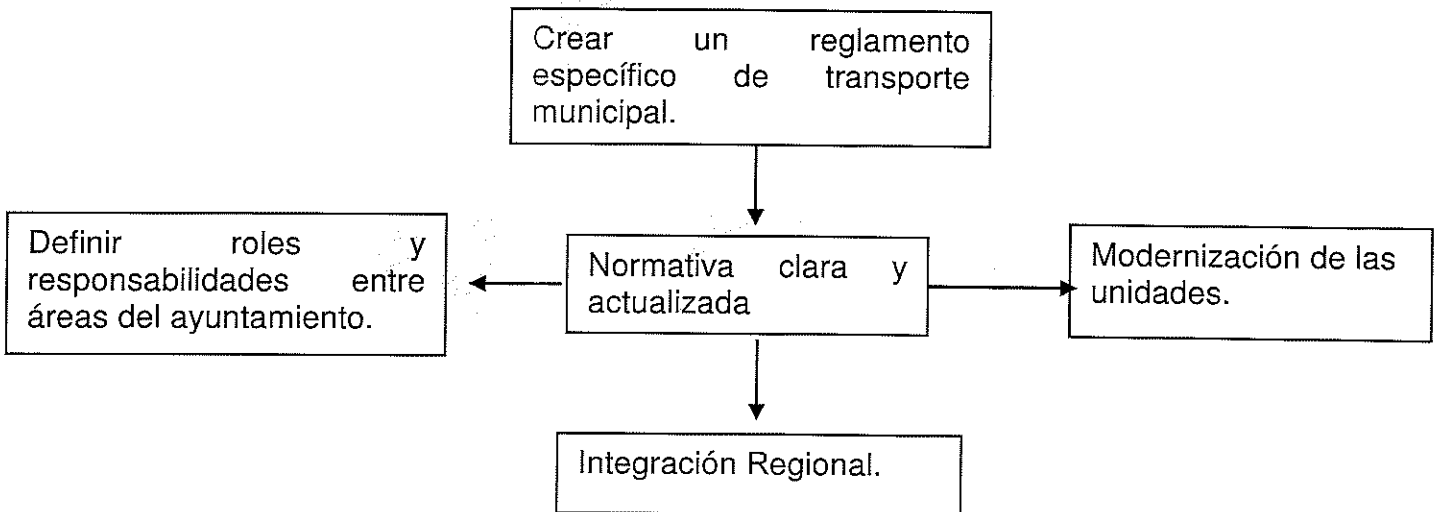 Crear un reglamento
específico de transporte
municipal.
Definir roles y
responsabilidades entre
áreas del ayuntamiento.
Normativa clara y
actualizada
Modernización de las
unidades.
Integración Regional.